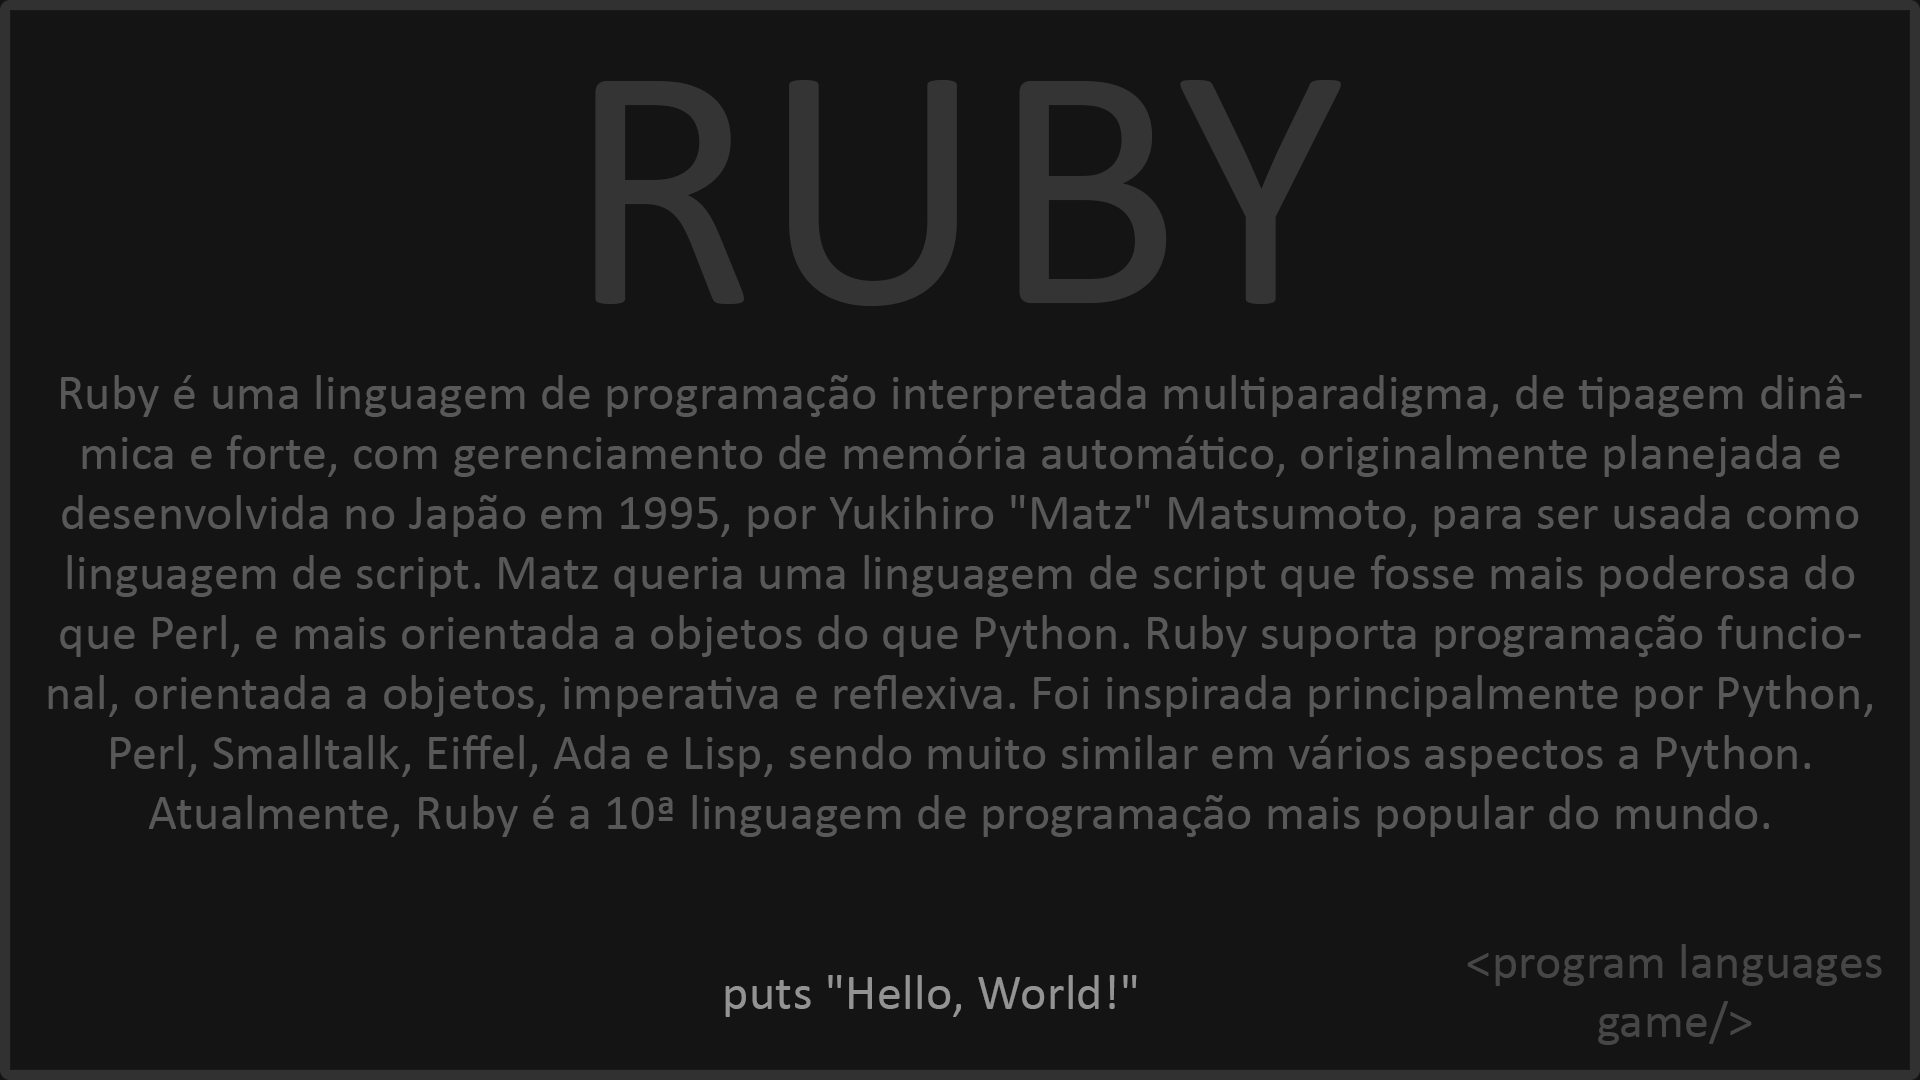 RUBY
Ruby é uma linguagem de programação interpretada multiparadigma, de tipagem dinâ-
mica e forte, com gerenciamento de memória automático, originalmente planejada e
desenvolvida no Japão em 1995, por Yukihiro "Matz" Matsumoto, para ser usada como
linguagem de script. Matz queria uma linguagem de script que fosse mais poderosa do
que Perl, e mais orientada a objetos do que Python. Ruby suporta programação funcio-
nal, orientada a objetos, imperativa e reflexiva. Foi inspirada principalmente por Python,
Perl, Smalltalk, Eiffel, Ada e Lisp, sendo muito similar em vários aspectos a Python.
Atualmente, Ruby é a 10ª linguagem de programação mais popular do mundo.
puts "Hello, World!"
<program languages
game/>